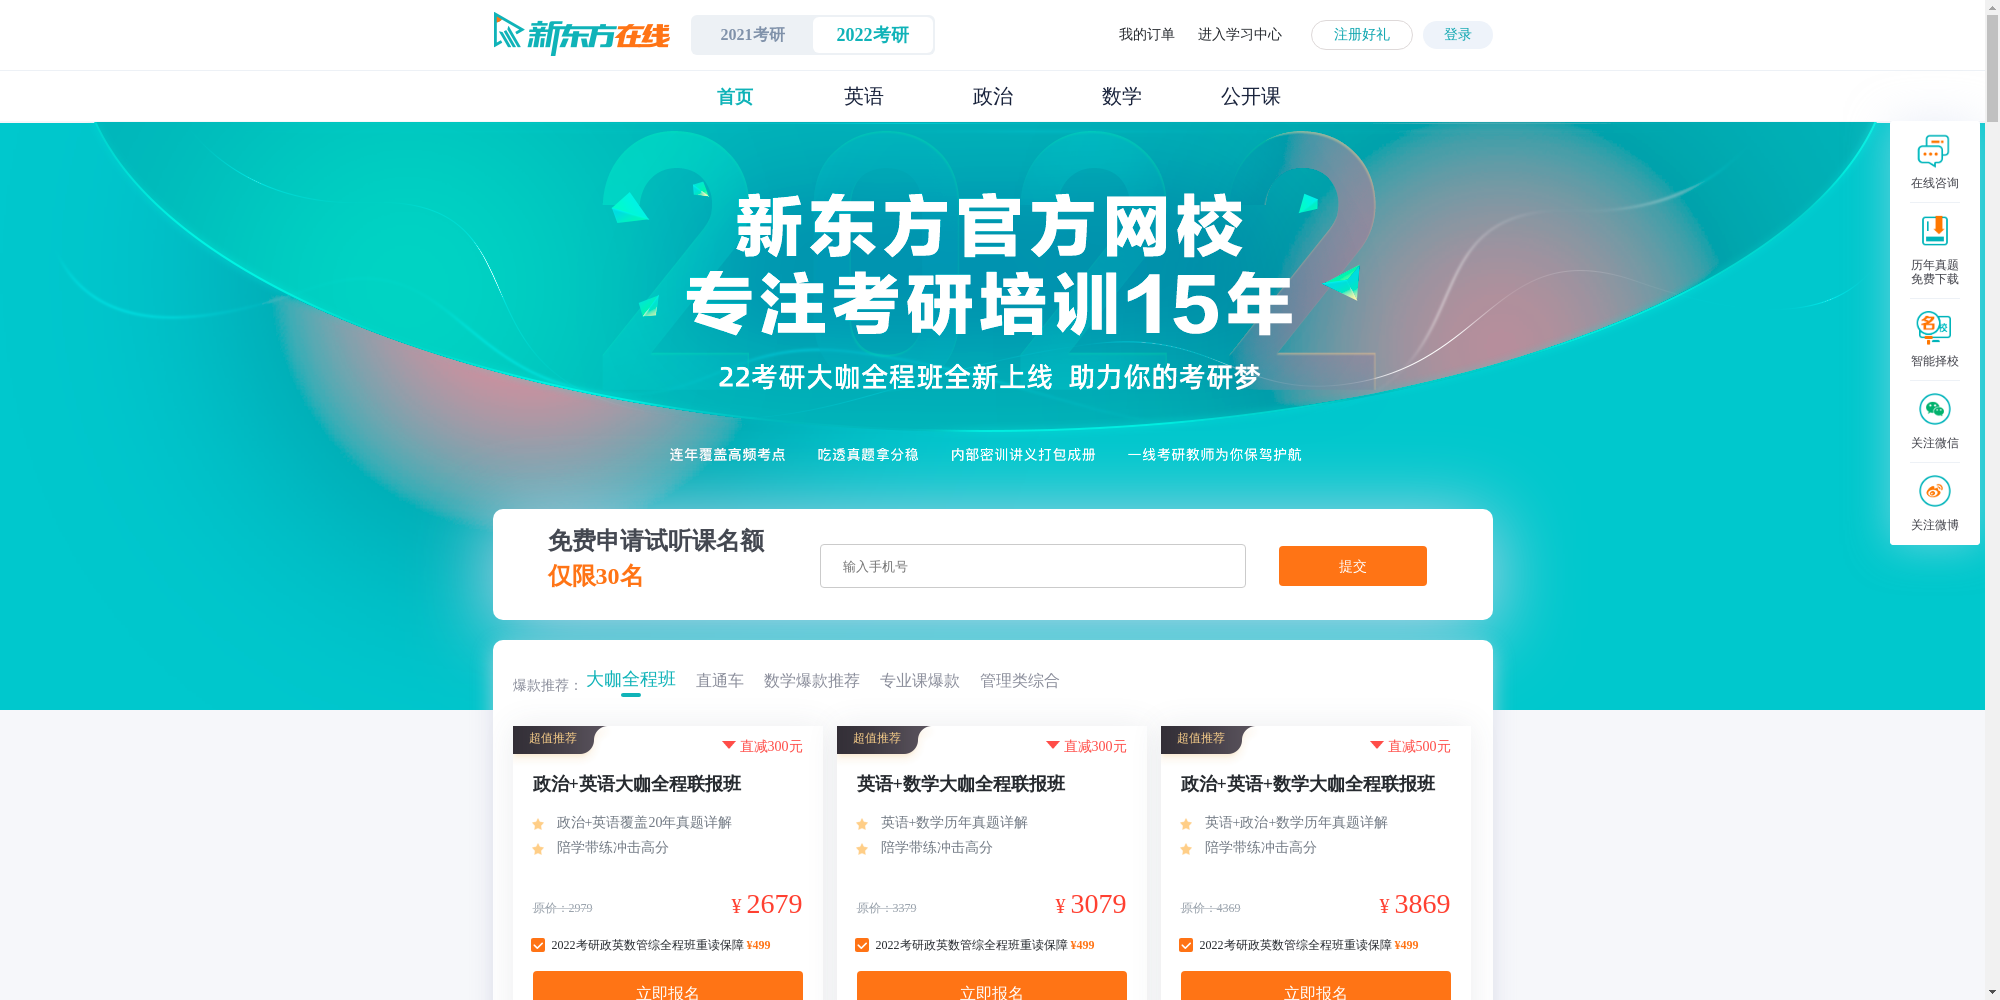 新东方在线
2021考研
2022考研
我的订单
进入学习中心
注册好礼
登录
首页
英语
政治
数学
公开课
2022
新东方官方网校
专注考研培训15年
22考研大咖全程班全新上线 助力你的考研梦
连年覆盖高频考点
吃透真题拿分稳
内部密训讲义打包成册
一线考研教师为你保驾护航
在线咨询
历年真题
免费下载
名
校
智能择校
关注微信
关注微博
免费申请试听课名额
仅限30名
输入手机号
提交
爆款推荐：
大咖全程班
直通车
数学爆款推荐
专业课爆款
管理类综合
超值推荐
直减300元
政治+英语大咖全程联报班
政治+英语覆盖20年真题详解
陪学带练冲击高分
原价：2979
¥ 2679
2022考研政英数管综全程班重读保障 ¥499
立即报名
超值推荐
直减300元
英语+数学大咖全程联报班
英语+数学历年真题详解
陪学带练冲击高分
原价：3379
¥ 3079
2022考研政英数管综全程班重读保障 ¥499
立即报名
超值推荐
直减500元
政治+英语+数学大咖全程联报班
英语+政治+数学历年真题详解
陪学带练冲击高分
原价：4369
¥ 3869
2022考研政英数管综全程班重读保障 ¥499
立即报名